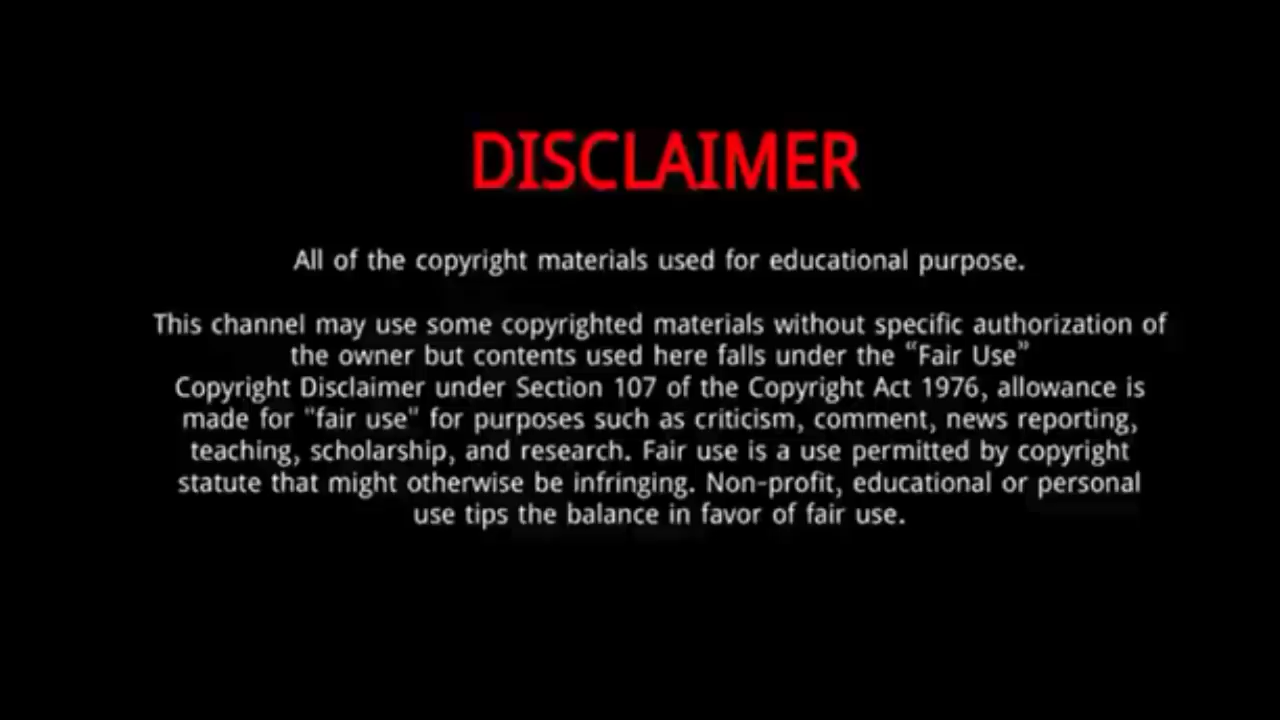 DISCLAIMER
All of the copyright materials used for educational purpose.
This channel may use some copyrighted materials without specific authorization of
the owner but contents used here falls under the “Fair Use”
Copyright Disclaimer under Section 107 of the Copyright Act 1976, allowance is
made for "fair use" for purposes such as criticism, comment, news reporting,
teaching, scholarship, and research. Fair use is a use permitted by copyright
statute that might otherwise be infringing. Non-profit, educational or personal
use tips the balance in favor of fair use.